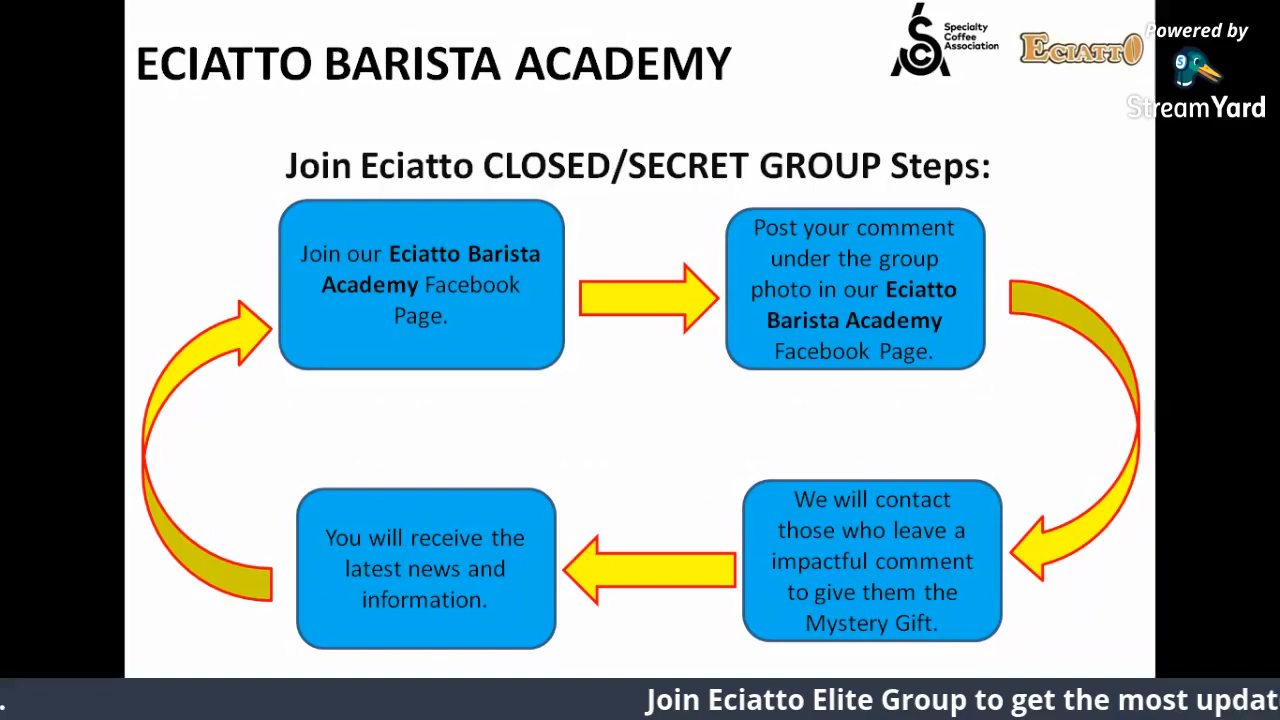 ECIATTO BARISTA ACADEMY
Specialty
Coffee
Association
ECIATTO
Powered by
StreamYard
Join Eciatto CLOSED/SECRET GROUP Steps:
Join our Eciatto Barista
Academy Facebook
Page.
Post your comment
under the group
photo in our Eciatto
Barista Academy
Facebook Page.
We will contact
those who leave a
impactful comment
to give them the
Mystery Gift.
You will receive the
latest news and
information.
. Join Eciatto Elite Group to get the most updat